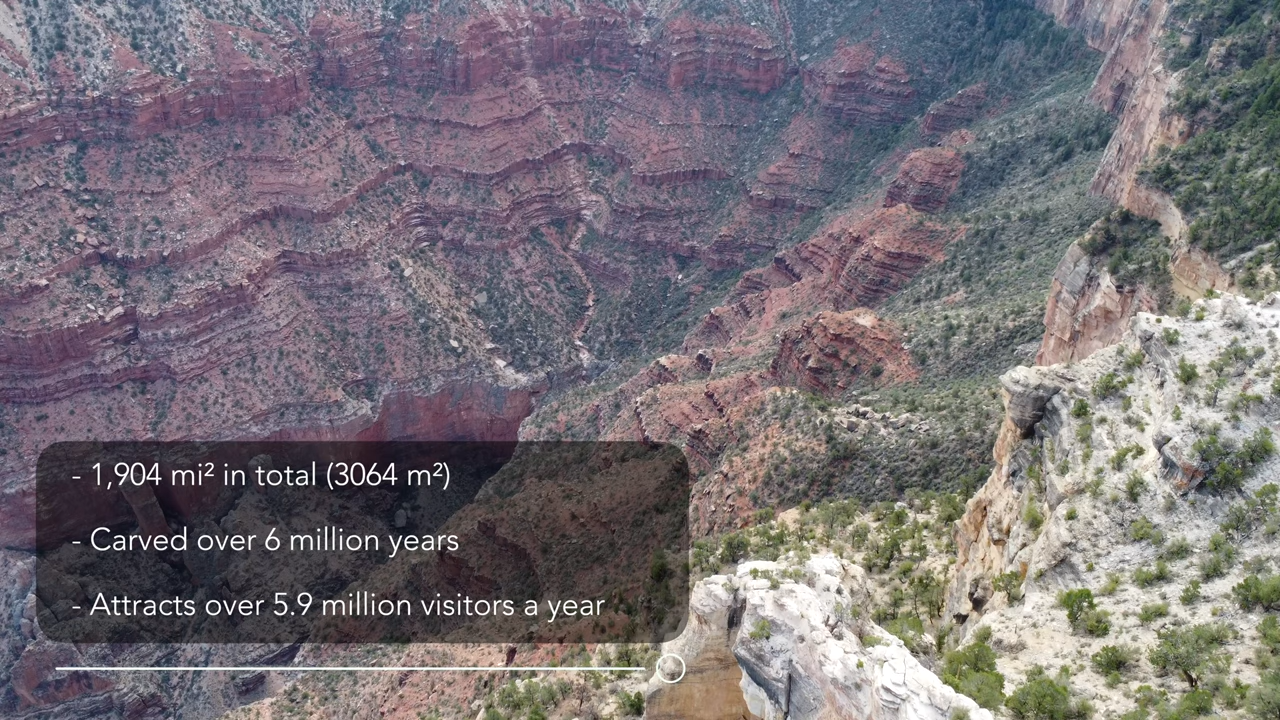 - 1,904 mi² in total (3064 m²)
- Carved over 6 million years
- Attracts over 5.9 million visitors a year